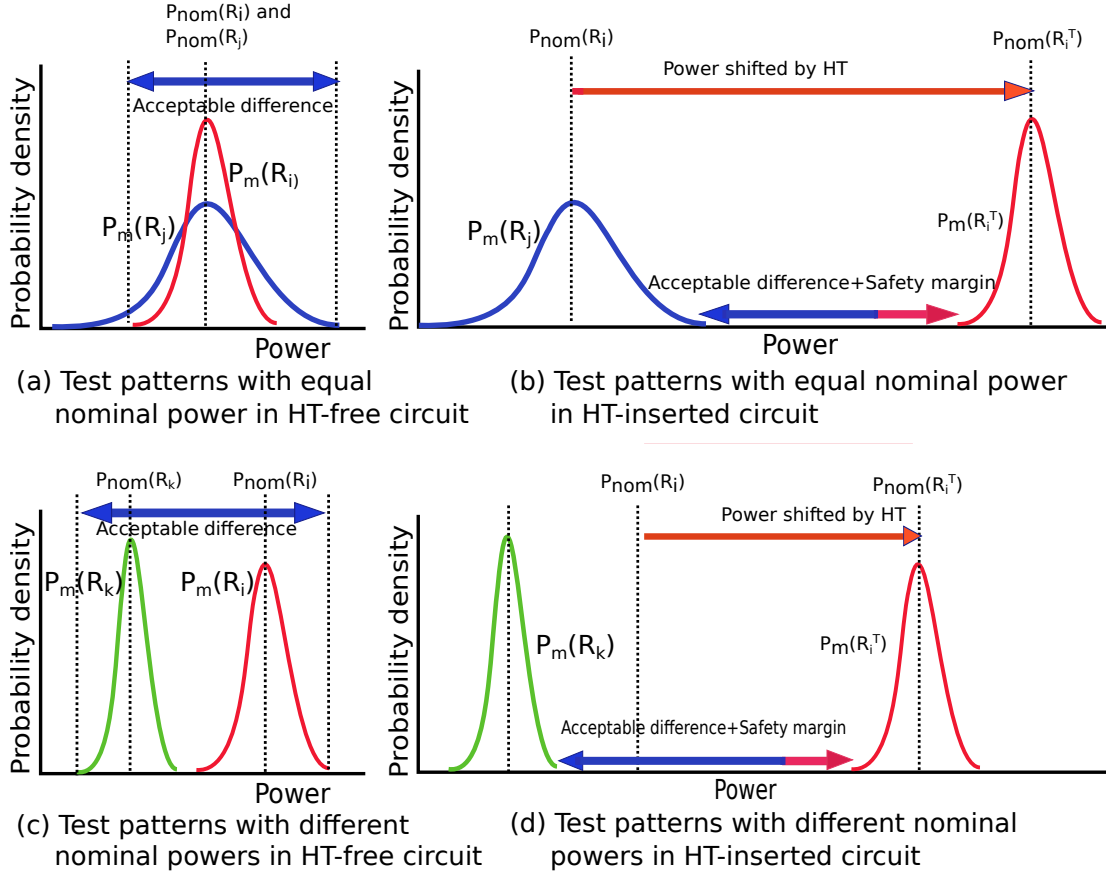 Pnom(Ri) and
Pnom(Rj)
Acceptable difference
Pm(Ri)
Pm(Rj)
Probability density
Power
(a) Test patterns with equal
nominal power in HT-free circuit
Pnom(Ri)
Pnom(RiT)
Power shifted by HT
Pm(Rj)
Pm(RiT)
Acceptable difference+Safety margin
Probability density
Power
(b) Test patterns with equal nominal power
in HT-inserted circuit
Pnom(Rk)
Pnom(Ri)
Acceptable difference
Pm(Rk)
Pm(Ri)
Probability density
Power
(c) Test patterns with different
nominal powers in HT-free circuit
Pnom(Ri)
Pnom(RiT)
Power shifted by HT
Pm(Rk)
Pm(RiT)
Acceptable difference+Safety margin
Probability density
Power
(d) Test patterns with different nominal
powers in HT-inserted circuit